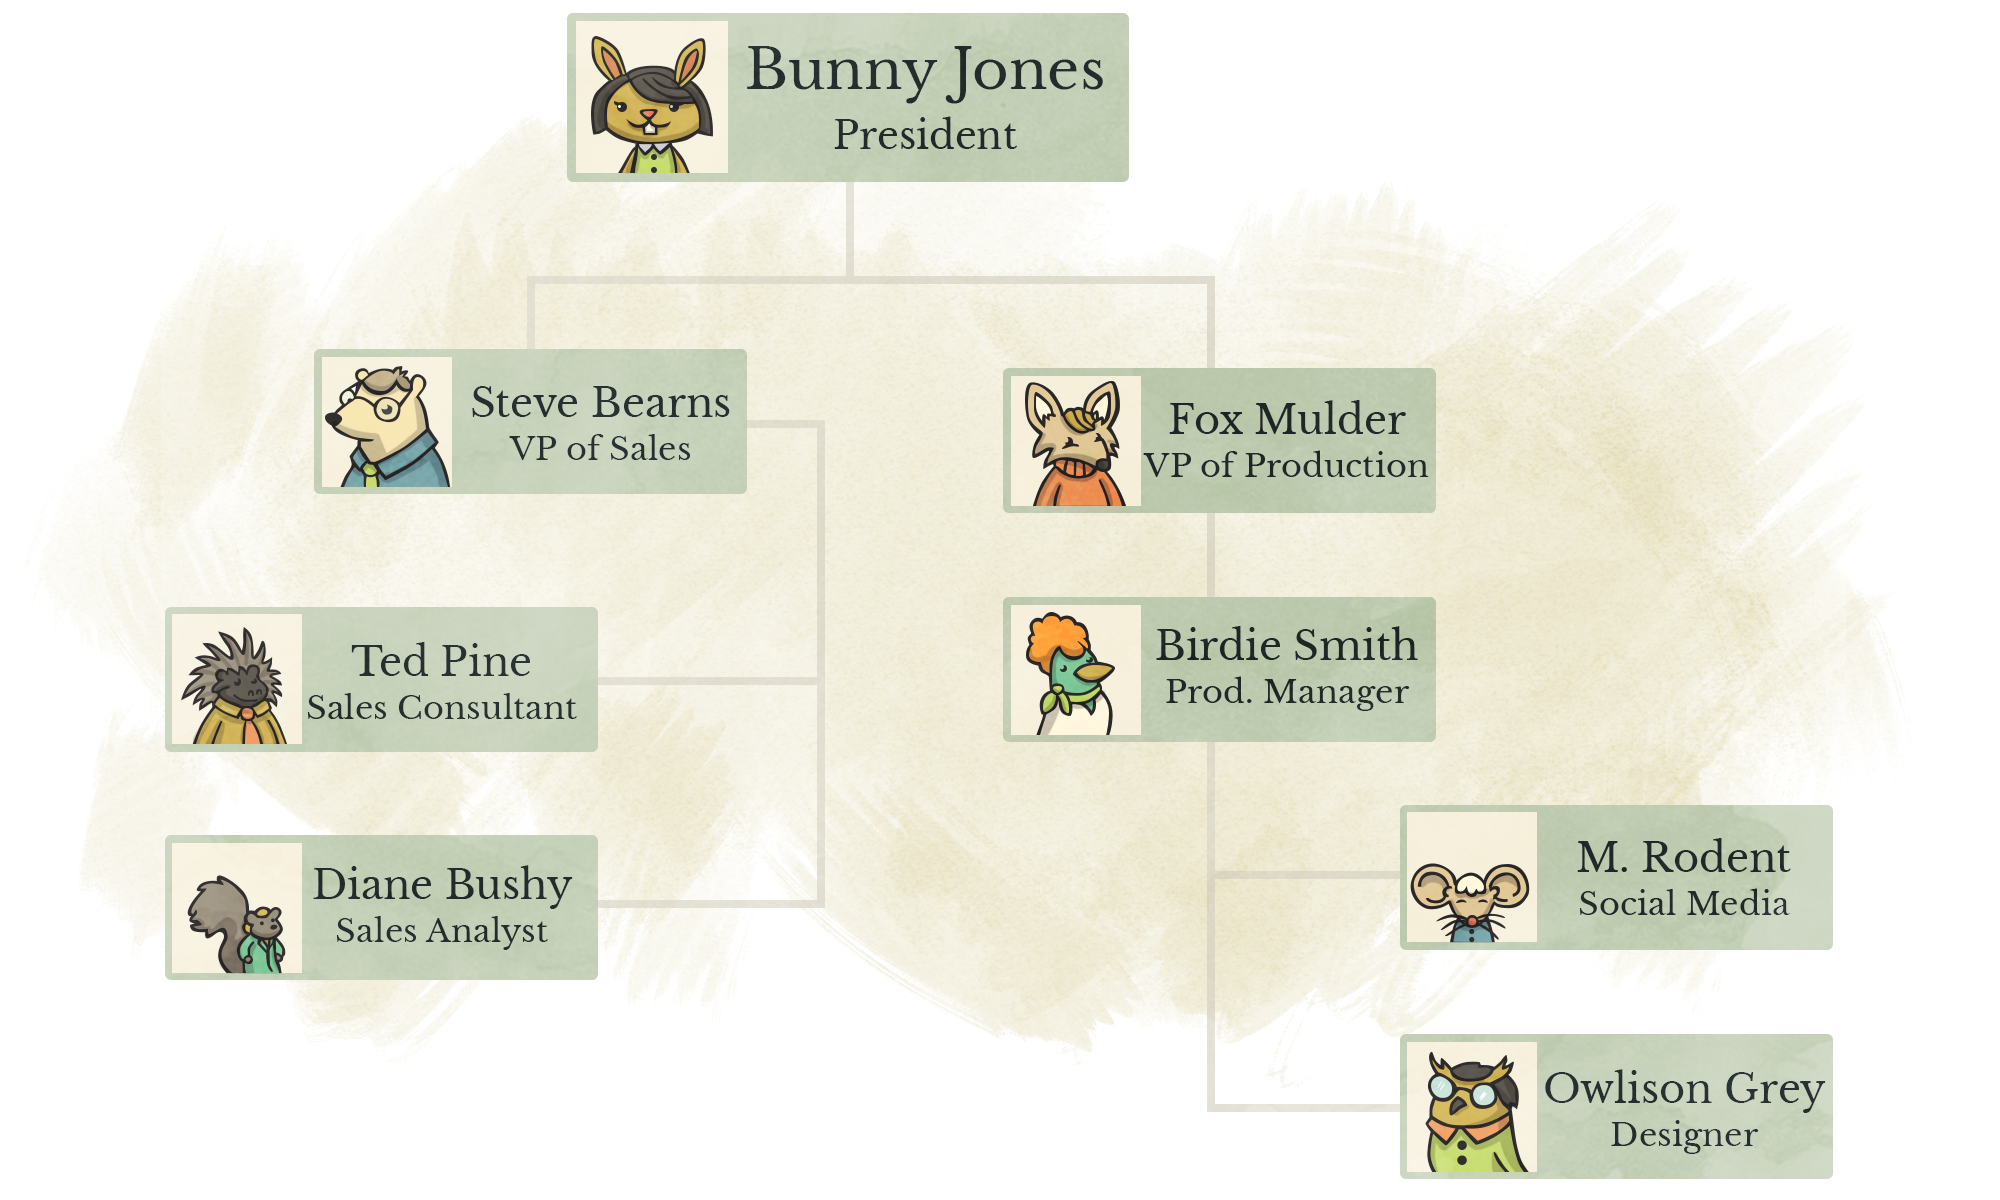 Bunny Jones
President
Steve Bearns
VP of Sales
Fox Mulder
VP of Production
Ted Pine
Sales Consultant
Birdie Smith
Prod. Manager
Diane Bushy
Sales Analyst
M. Rodent
Social Media
Owlison Grey
Designer